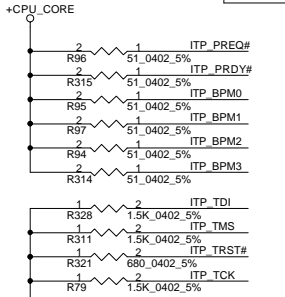 +CPU_CORE
2 1 ITP_PREQ#
R96 51_0402_5%
2 1 ITP_PRDY#
R315 51_0402_5%
2 1 ITP_BPM0
R95 51_0402_5%
2 1 ITP_BPM1
R97 51_0402_5%
2 1 ITP_BPM2
R94 51_0402_5%
2 1 ITP_BPM3
R314 51_0402_5%
1 2 ITP_TDI
R328 1.5K_0402_5%
1 2 ITP_TMS
R311 1.5K_0402_5%
1 2 ITP_TRST#
R321 680_0402_5%
1 2 ITP_TCK
R79 1.5K_0402_5%